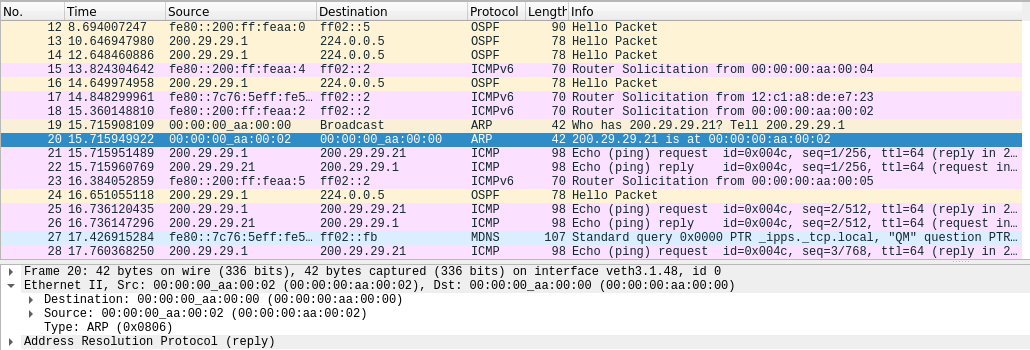 No. Time Source Destination Protocol Length Info
12 8.694007247 fe80::200:ff:feaa:0 ff02::5 OSPF 90 Hello Packet
13 10.646947980 200.29.29.1 224.0.0.5 OSPF 78 Hello Packet
14 12.648460886 200.29.29.1 224.0.0.5 OSPF 78 Hello Packet
15 13.824304642 fe80::200:ff:feaa:4 ff02::2 ICMPv6 70 Router Solicitation from 00:00:00:aa:00:04
16 14.649974958 200.29.29.1 224.0.0.5 OSPF 78 Hello Packet
17 14.848299961 fe80::7c76:5eff:fe5… ff02::2 ICMPv6 70 Router Solicitation from 12:c1:a8:de:e7:23
18 15.360148810 fe80::200:ff:feaa:2 ff02::2 ICMPv6 70 Router Solicitation from 00:00:00:aa:00:02
19 15.715908109 00:00:00_aa:00:00 Broadcast ARP 42 Who has 200.29.29.21? Tell 200.29.29.1
20 15.715949922 00:00:00_aa:00:02 00:00:00_aa:00:00 ARP 42 200.29.29.21 is at 00:00:00:aa:00:02
21 15.715951489 200.29.29.1 200.29.29.21 ICMP 98 Echo (ping) request id=0x004c, seq=1/256, ttl=64 (reply in 2…
22 15.715960769 200.29.29.21 200.29.29.1 ICMP 98 Echo (ping) reply id=0x004c, seq=1/256, ttl=64 (request in…
23 16.384052859 fe80::200:ff:feaa:5 ff02::2 ICMPv6 70 Router Solicitation from 00:00:00:aa:00:05
24 16.651055118 200.29.29.1 224.0.0.5 OSPF 78 Hello Packet
25 16.736120435 200.29.29.1 200.29.29.21 ICMP 98 Echo (ping) request id=0x004c, seq=2/512, ttl=64 (reply in 2…
26 16.736147296 200.29.29.21 200.29.29.1 ICMP 98 Echo (ping) reply id=0x004c, seq=2/512, ttl=64 (request in…
27 17.426915284 fe80::7c76:5eff:fe5… ff02::fb MDNS 107 Standard query 0x0000 PTR _ipps._tcp.local, "QM" question PTR…
28 17.760368250 200.29.29.1 200.29.29.21 ICMP 98 Echo (ping) request id=0x004c, seq=3/768, ttl=64 (reply in 2…
Frame 20: 42 bytes on wire (336 bits), 42 bytes captured (336 bits) on interface veth3.1.48, id 0
Ethernet II, Src: 00:00:00_aa:00:02 (00:00:00:aa:00:02), Dst: 00:00:00_aa:00:00 (00:00:00:aa:00:00)
Destination: 00:00:00_aa:00:00 (00:00:00:aa:00:00)
Source: 00:00:00_aa:00:02 (00:00:00:aa:00:02)
Type: ARP (0x0806)
Address Resolution Protocol (reply)